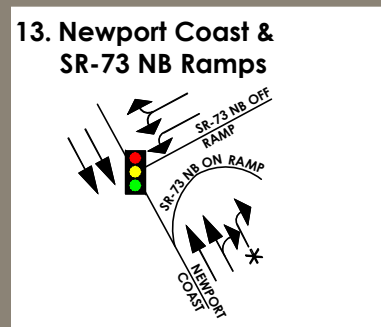 13. Newport Coast &
SR-73 NB Ramps
SR-73 NB OFF
RAMP
SR-73 NB ON RAMP
NEWPORT
COAST
*